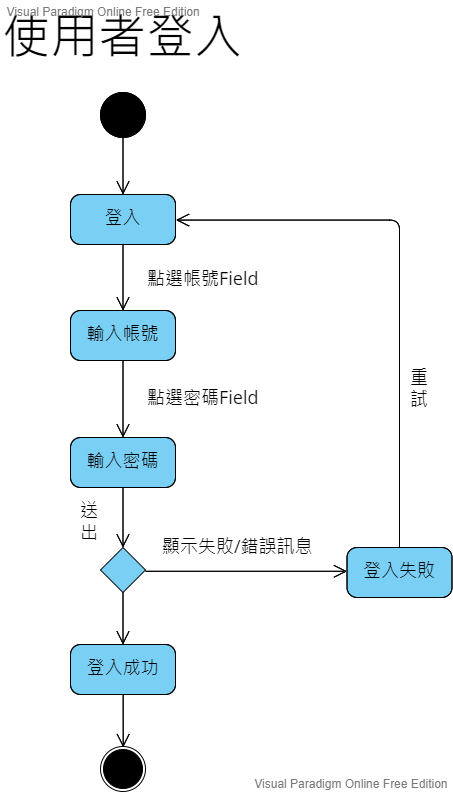 Visual Paradigm Online Free Edition
使用者登入
登入
點選帳號Field
輸入帳號
點選密碼Field
重
試
輸入密碼
送
出
顯示失敗/錯誤訊息
登入失敗
登入成功
Visual Paradigm Online Free Edition